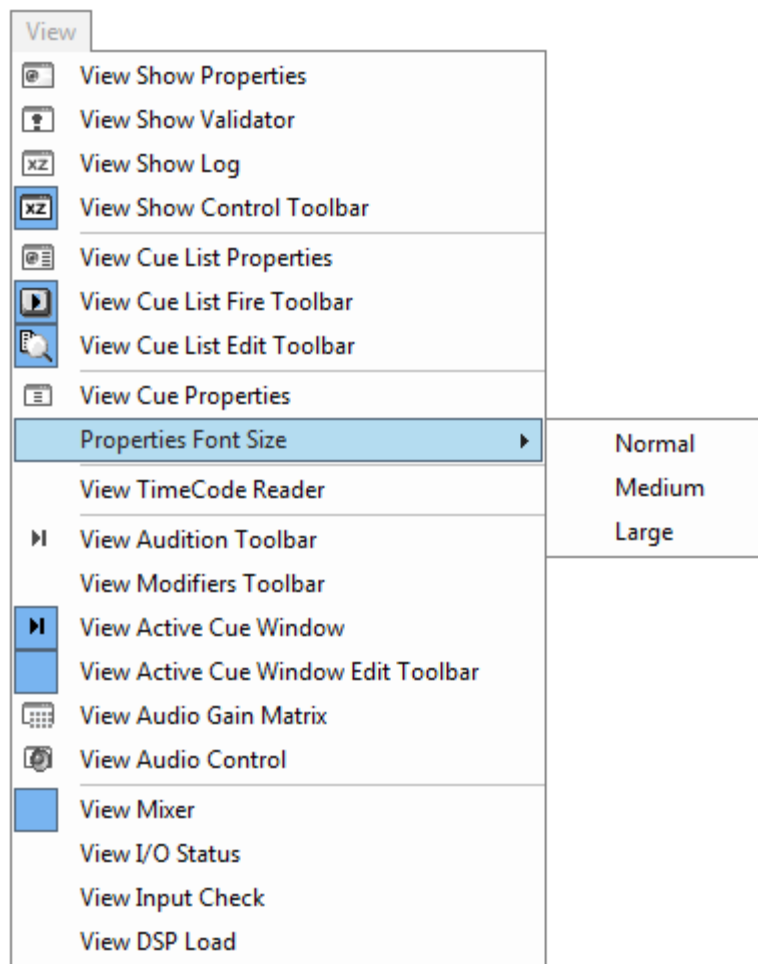 View
View Show Properties
View Show Validator
xz View Show Log
xz View Show Control Toolbar
View Cue List Properties
View Cue List Fire Toolbar
View Cue List Edit Toolbar
View Cue Properties
Properties Font Size
Normal
Medium
Large
View TimeCode Reader
View Audition Toolbar
View Modifiers Toolbar
View Active Cue Window
View Active Cue Window Edit Toolbar
View Audio Gain Matrix
View Audio Control
View Mixer
View I/O Status
View Input Check
View DSP Load